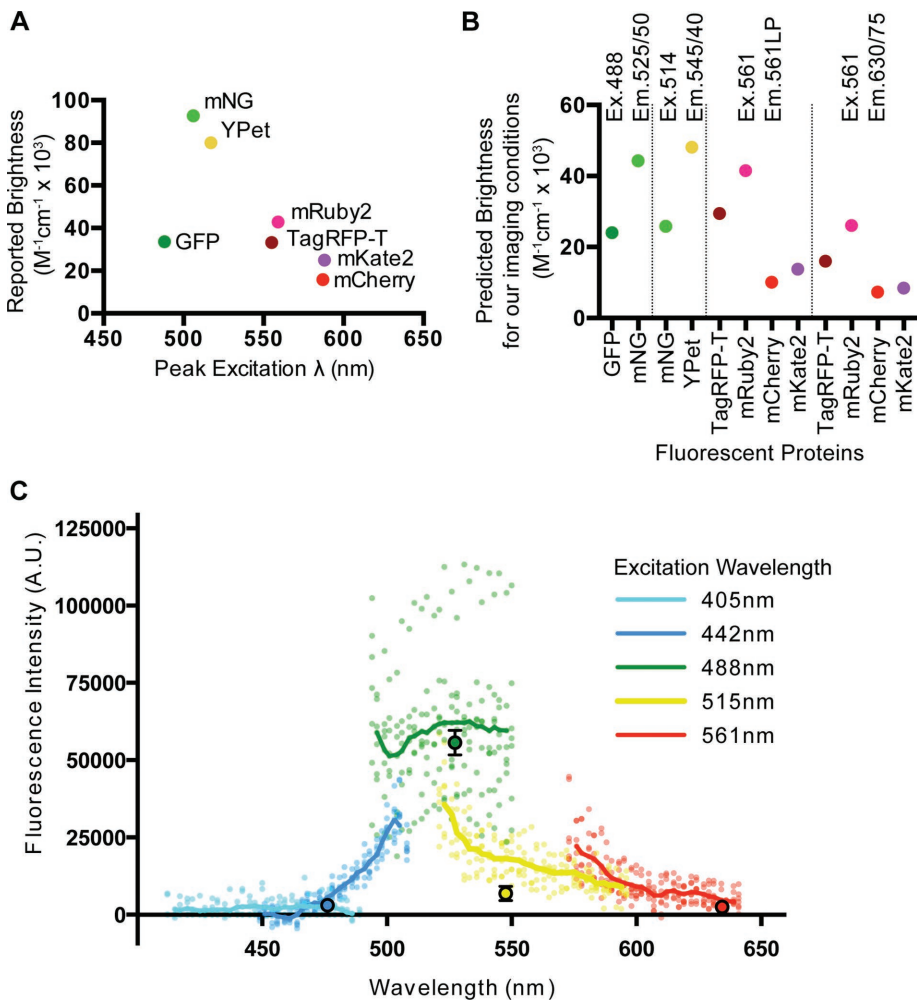 A
Reported Brightness
(M⁻¹cm⁻¹ x 10³)
100
80
60
40
20
0
mNG
YPet
GFP
mRuby2
TagRFP-T
mKate2
mCherry
450
500
550
600
650
Peak Excitation λ (nm)
B
Ex.488
Em.525/50
Ex.514
Em.545/40
Ex.561
Em.561LP
Ex.561
Em.630/75
Predicted Brightness
for our imaging conditions
(M⁻¹cm⁻¹ x 10³)
60
40
20
0
GFP
mNG
mNG
YPet
TagRFP-T
mRuby2
mCherry
mKate2
TagRFP-T
mRuby2
mCherry
mKate2
Fluorescent Proteins
C
Fluorescence Intensity (A.U.)
125000
100000
75000
50000
25000
0
Excitation Wavelength
405nm
442nm
488nm
515nm
561nm
450
500
550
600
650
Wavelength (nm)